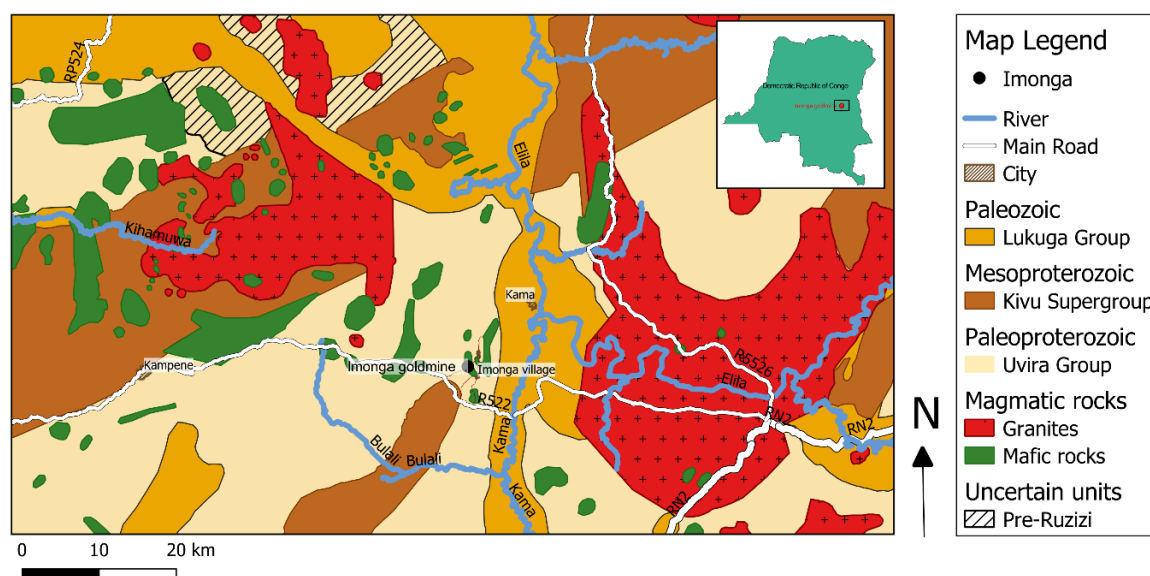 RP524
Democratic Republic of Congo
Elila
Kihamuwa
Kama
Kampene
Imonga goldmine
Imonga village
R522
R5526
Elila
RN2
RN2
Kama
Bulali
Bulali
Kama
RN2
0 10 20 km
N
Map Legend
Imonga
River
Main Road
City
Paleozoic
Lukuga Group
Mesoproterozoic
Kivu Supergroup
Paleoproterozoic
Uvira Group
Magmatic rocks
Granites
Mafic rocks
Uncertain units
Pre-Ruzizi